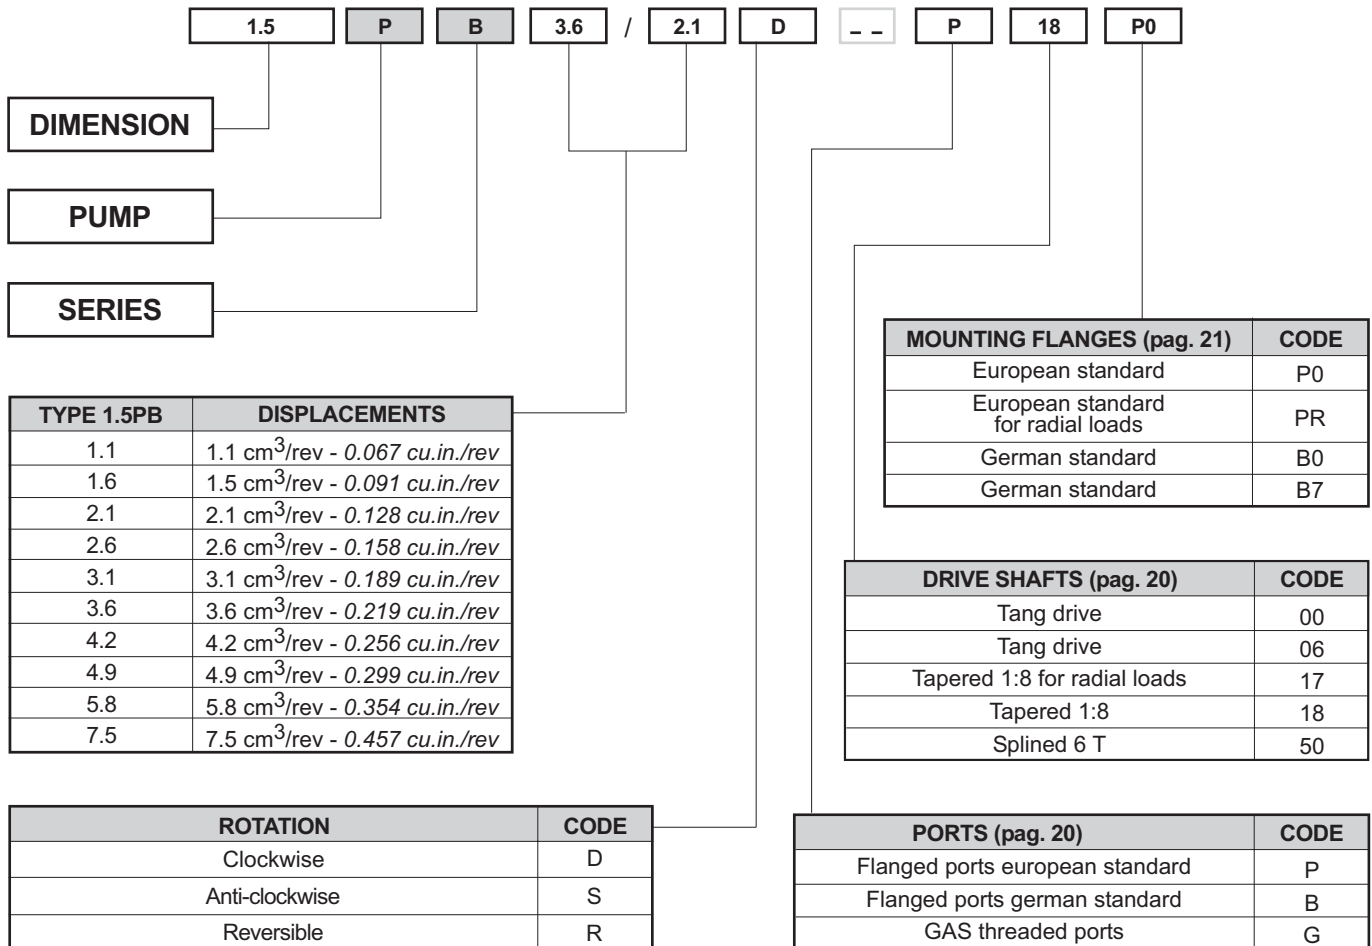 1.5 P B 3.6 / 2.1 D _ _ P 18 P0
DIMENSION
PUMP
SERIES
MOUNTING FLANGES (pag. 21) CODE
European standard P0
European standard
for radial loads PR
German standard B0
German standard B7
TYPE 1.5PB DISPLACEMENTS
1.1 1.1 cm³/rev - 0.067 cu.in./rev
1.6 1.5 cm³/rev - 0.091 cu.in./rev
2.1 2.1 cm³/rev - 0.128 cu.in./rev
2.6 2.6 cm³/rev - 0.158 cu.in./rev
3.1 3.1 cm³/rev - 0.189 cu.in./rev
3.6 3.6 cm³/rev - 0.219 cu.in./rev
4.2 4.2 cm³/rev - 0.256 cu.in./rev
4.9 4.9 cm³/rev - 0.299 cu.in./rev
5.8 5.8 cm³/rev - 0.354 cu.in./rev
7.5 7.5 cm³/rev - 0.457 cu.in./rev
DRIVE SHAFTS (pag. 20) CODE
Tang drive 00
Tang drive 06
Tapered 1:8 for radial loads 17
Tapered 1:8 18
Splined 6 T 50
ROTATION CODE
Clockwise D
Anti-clockwise S
Reversible R
PORTS (pag. 20) CODE
Flanged ports european standard P
Flanged ports german standard B
GAS threaded ports G